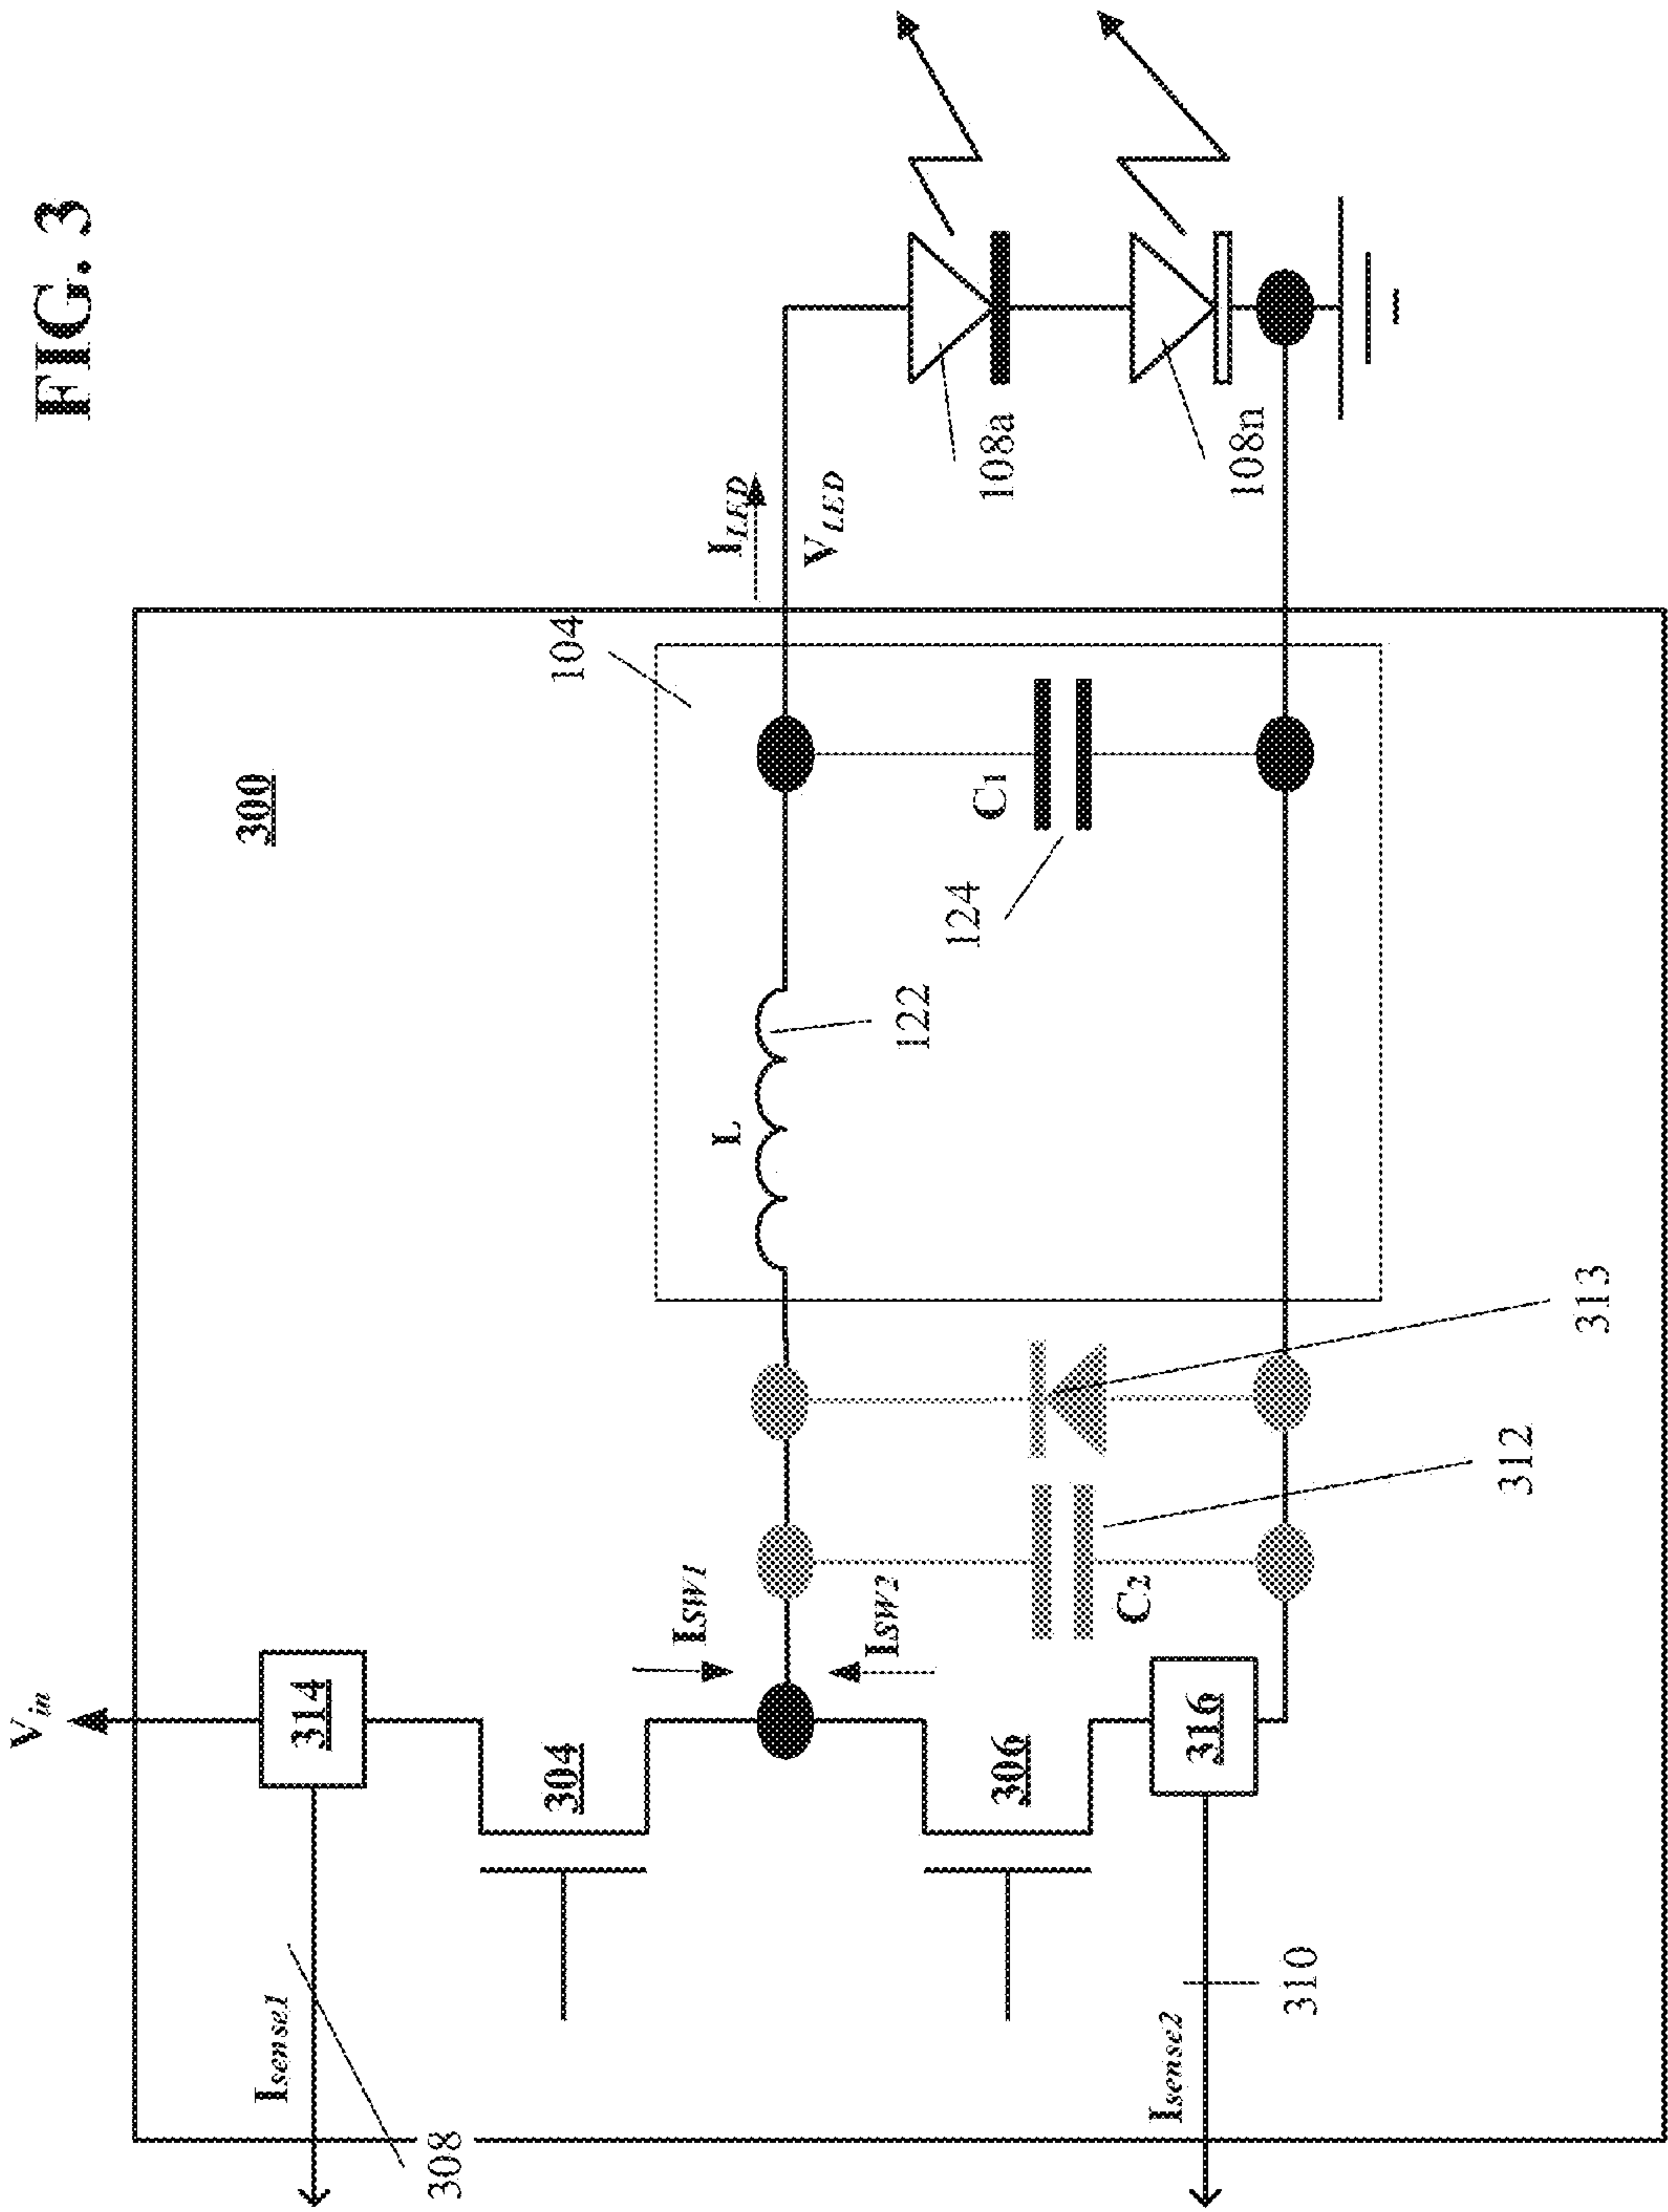 FIG. 3
Vin
314
304
306
316
Isense1
308
Isense2
310
ISW1
ISW2
C2
312
313
300
104
L
122
C1
124
ILED
VLED
108a
108n